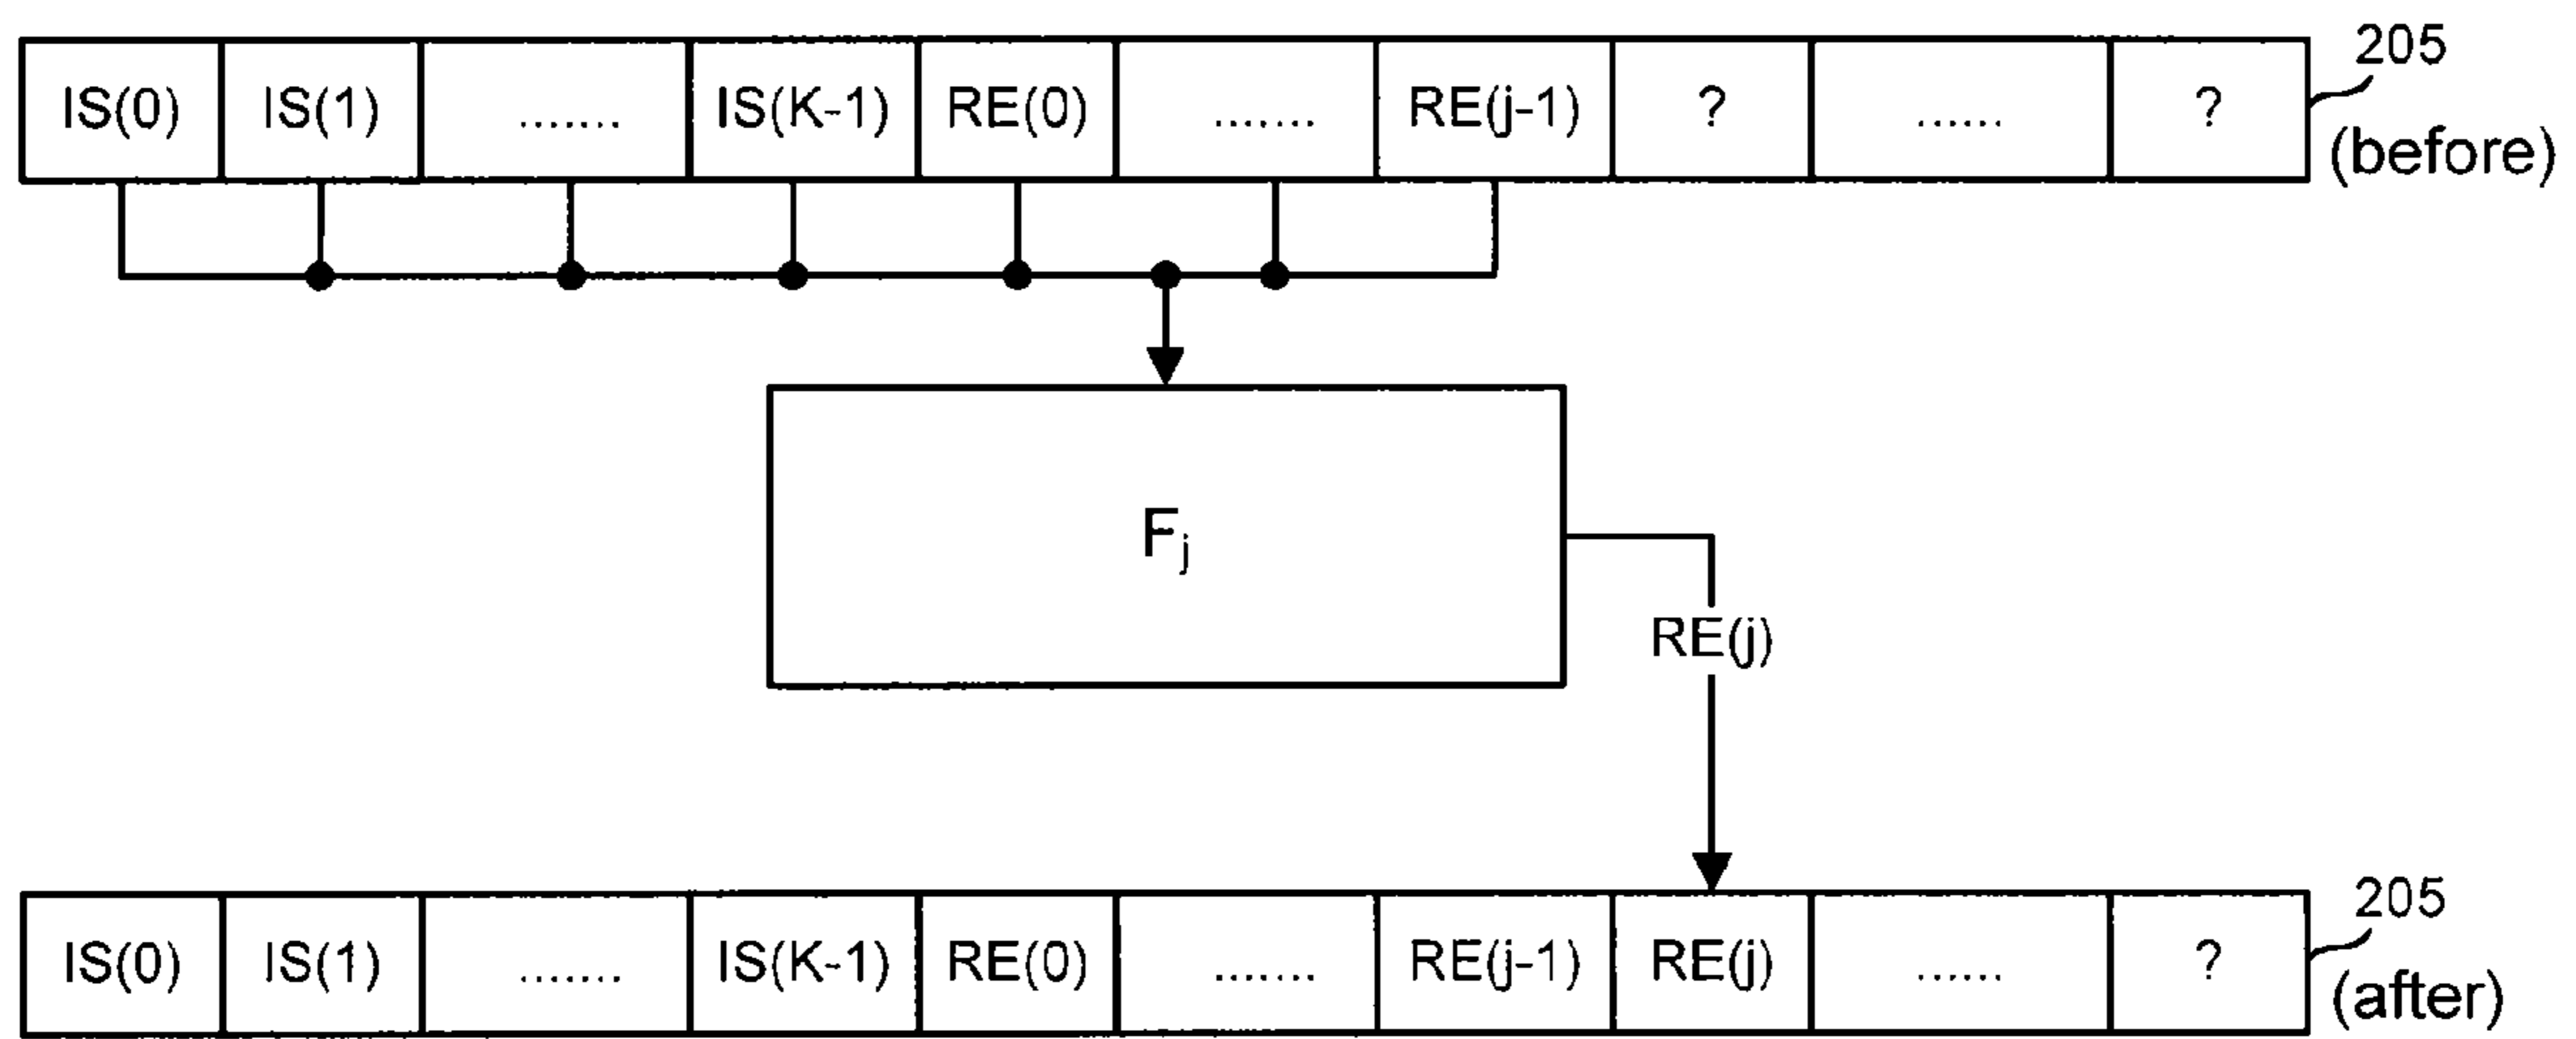 205
IS(0) IS(1) ....... IS(K-1) RE(0) ....... RE(j-1) ? ...... ?
(before)
Fj
RE(j)
205
IS(0) IS(1) ....... IS(K-1) RE(0) ....... RE(j-1) RE(j) ...... ?
(after)